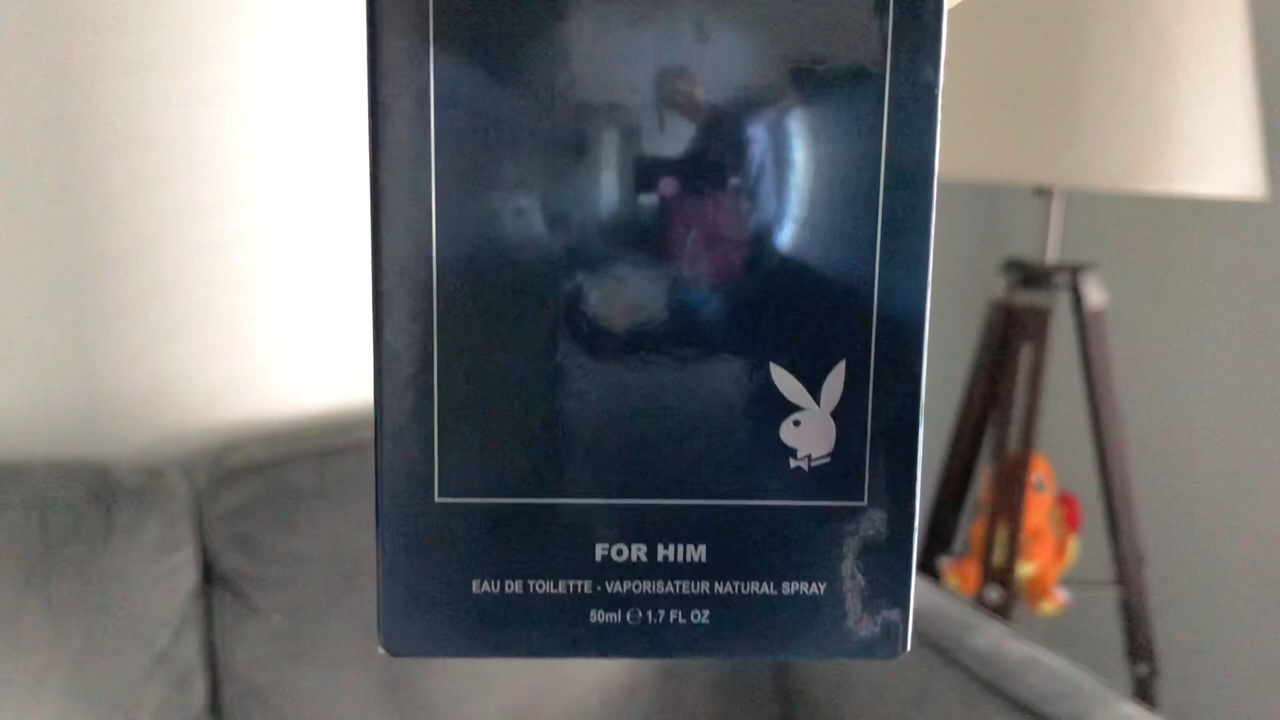 FOR HIM
EAU DE TOILETTE - VAPORISATEUR NATURAL SPRAY
50ml ℮ 1.7 FL OZ